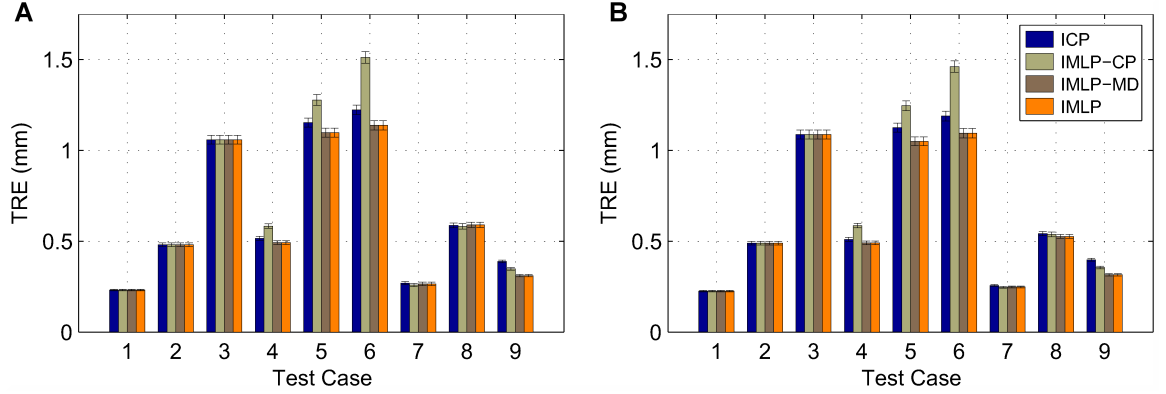 A
TRE (mm)
1.5
1
0.5
0
1 2 3 4 5 6 7 8 9
Test Case
B
TRE (mm)
1.5
1
0.5
0
1 2 3 4 5 6 7 8 9
Test Case
ICP
IMLP−CP
IMLP−MD
IMLP